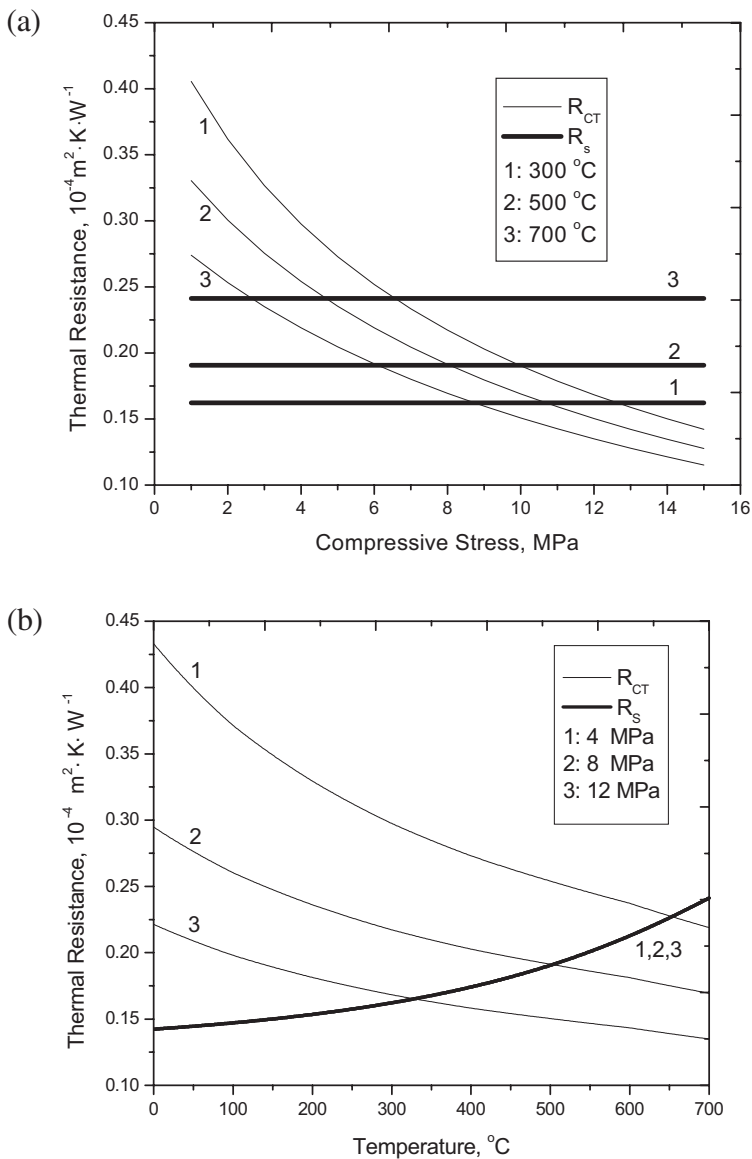 (a)
0.45
0.40
0.35
0.30
0.25
0.20
0.15
0.10
Thermal Resistance, 10⁻⁴m²·K·W⁻¹
1
2
3
R_CT
R_s
1: 300 °C
2: 500 °C
3: 700 °C
3
2
1
0 2 4 6 8 10 12 14 16
Compressive Stress, MPa
(b)
0.45
0.40
0.35
0.30
0.25
0.20
0.15
0.10
Thermal Resistance, 10⁻⁴ m²·K·W⁻¹
1
2
3
R_CT
R_S
1: 4 MPa
2: 8 MPa
3: 12 MPa
1,2,3
0 100 200 300 400 500 600 700
Temperature, °C